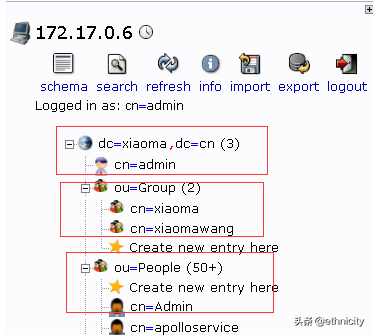 172.17.0.6
schema search refresh info import export logout
Logged in as: cn=admin
dc=xiaoma,dc=cn (3)
cn=admin
ou=Group (2)
cn=xiaoma
cn=xiaomawang
Create new entry here
ou=People (50+)
Create new entry here
cn=Admin
cn=apolloservice
头条 @ethnicity